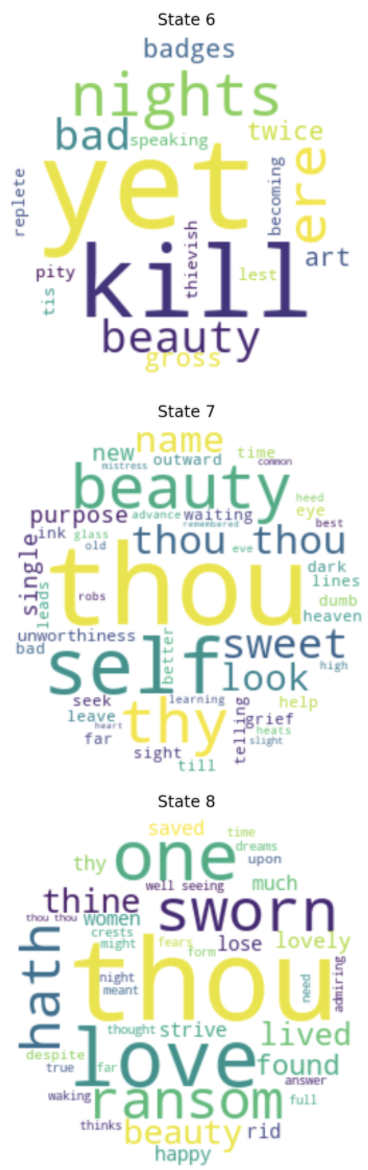 State 6
badges
nights
bad speaking twice
yet ere
replete becoming
kill thievish art
pity lest
tis
beauty
gross
State 7
name
new outward time
mistress common
beauty heed
purpose advance waiting eye
remembered best
ink glass thou thou
single old eve dark
thou lines
leads robs dumb
heaven
unworthiness sweet
bad self better look high
seek learning help
leave thy telling grief
heart heats
far slight
sight
till
State 8
saved time
one dreams
thy upon
well seeing much
thine sworn
thou thou women
crests fears lose lovely
might form
hath thou
night need admiring
meant
thought strive lived
love
despite found
true far answer
waking ransom full
thinks beauty rid
happy